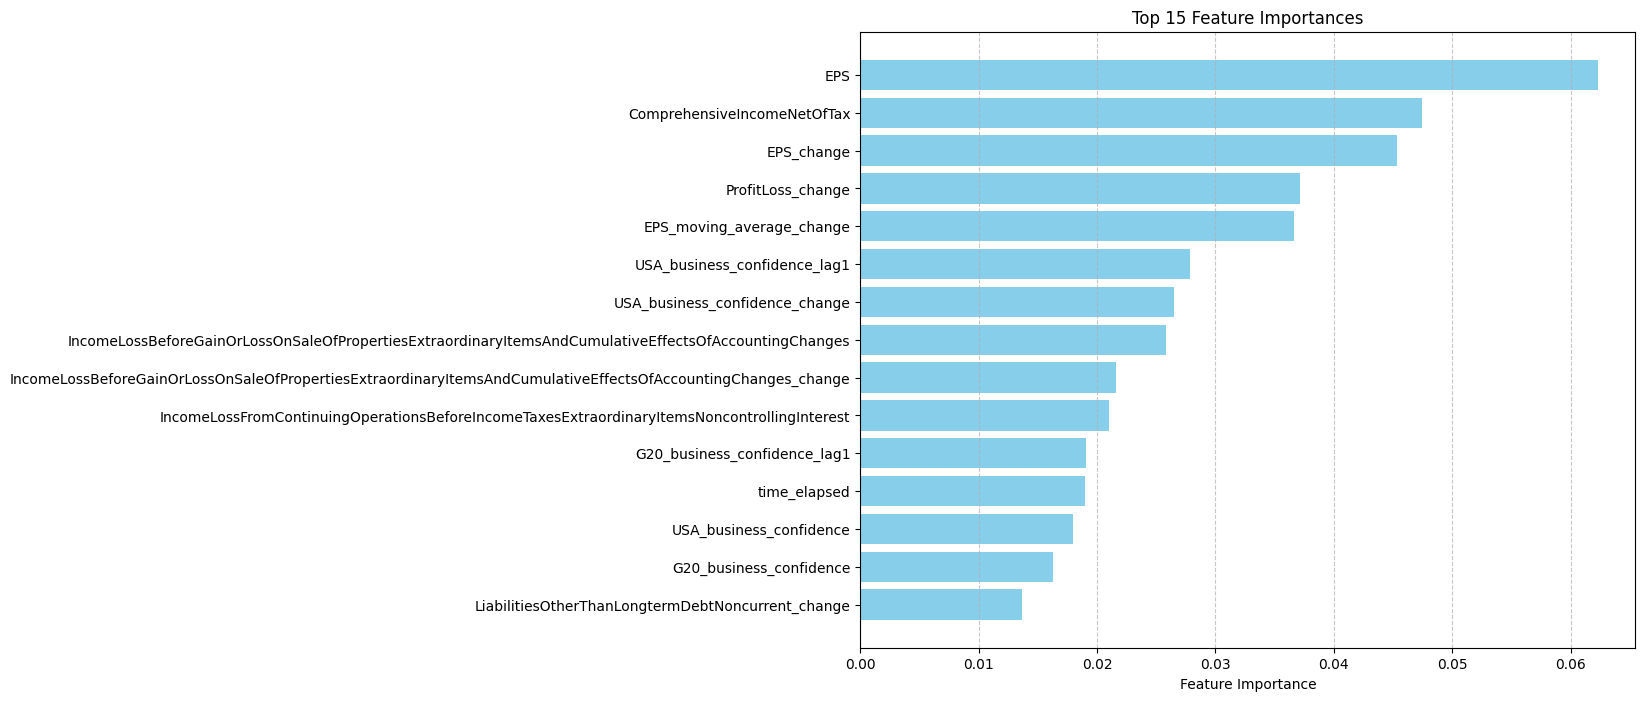 Top 15 Feature Importances
EPS
ComprehensiveIncomeNetOfTax
EPS_change
ProfitLoss_change
EPS_moving_average_change
USA_business_confidence_lag1
USA_business_confidence_change
IncomeLossBeforeGainOrLossOnSaleOfPropertiesExtraordinaryItemsAndCumulativeEffectsOfAccountingChanges
IncomeLossBeforeGainOrLossOnSaleOfPropertiesExtraordinaryItemsAndCumulativeEffectsOfAccountingChanges_change
IncomeLossFromContinuingOperationsBeforeIncomeTaxesExtraordinaryItemsNoncontrollingInterest
G20_business_confidence_lag1
time_elapsed
USA_business_confidence
G20_business_confidence
LiabilitiesOtherThanLongtermDebtNoncurrent_change
0.00 0.01 0.02 0.03 0.04 0.05 0.06
Feature Importance